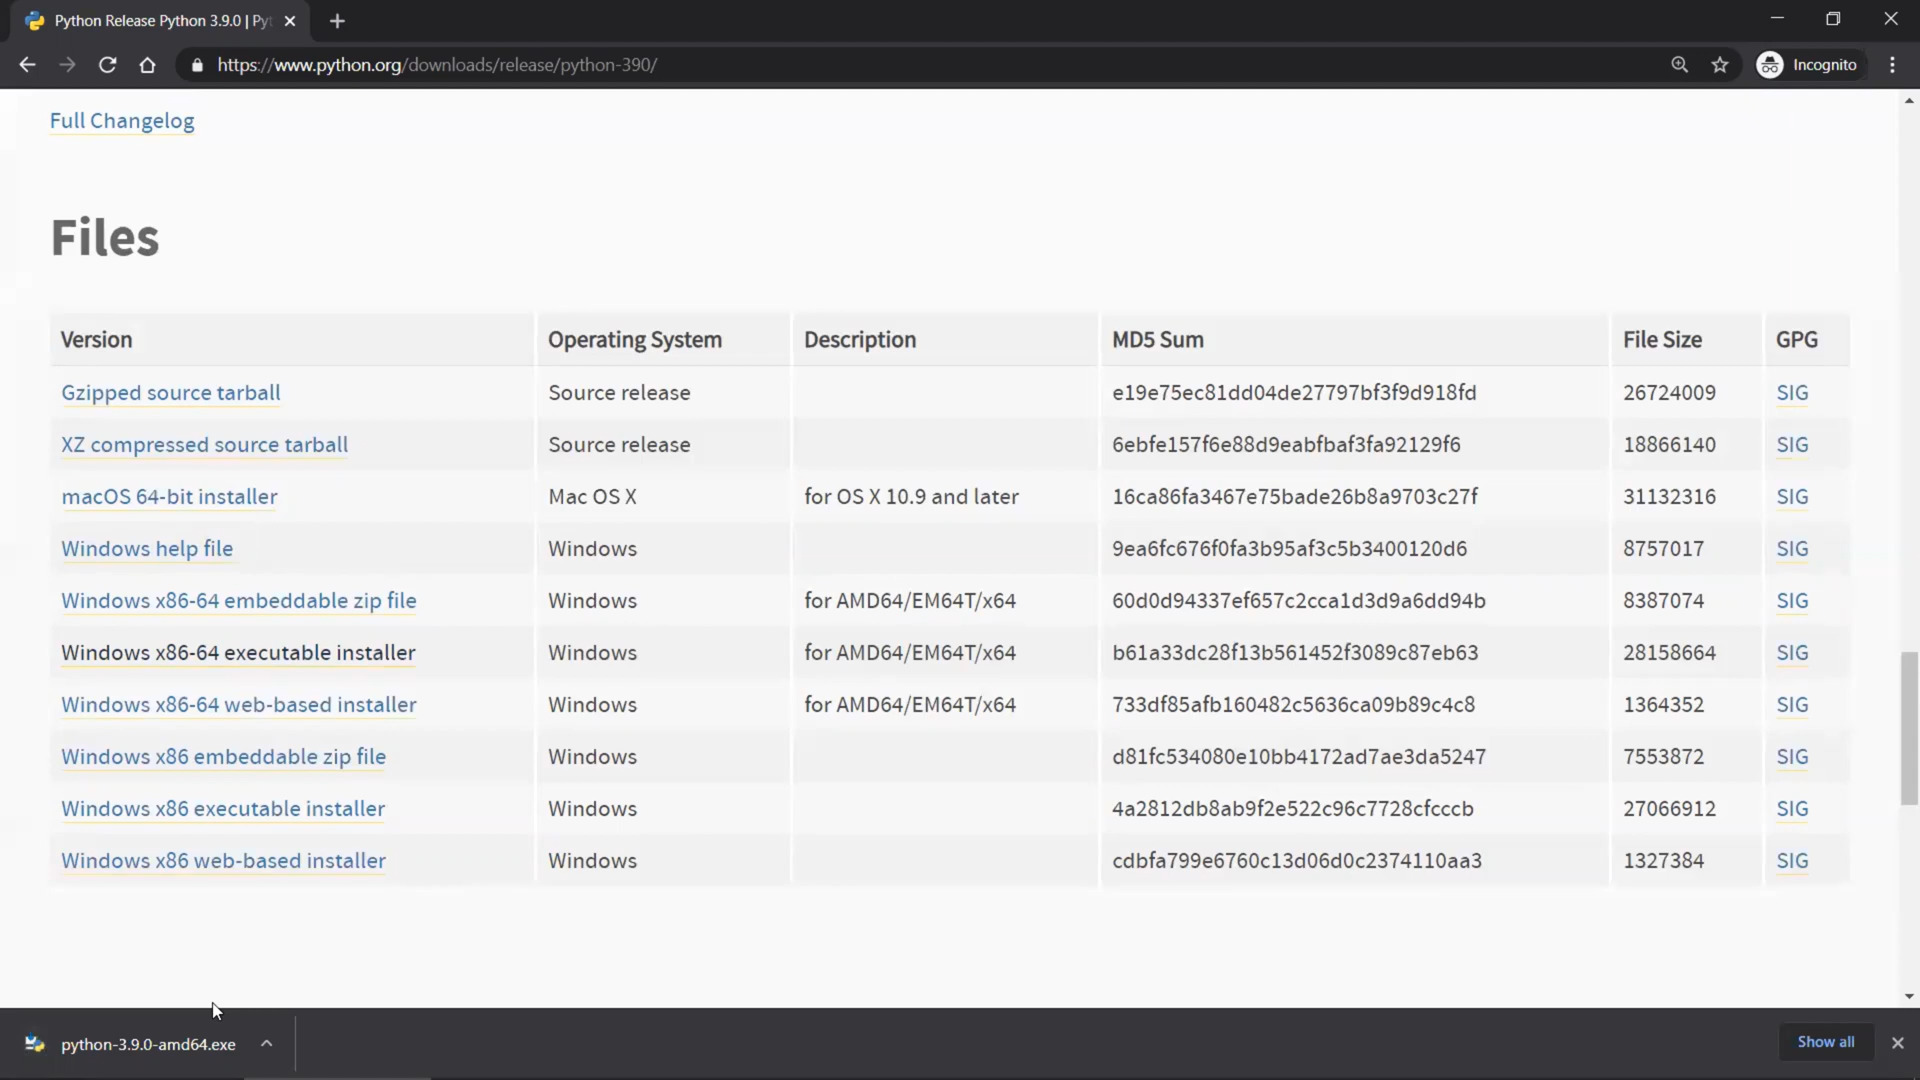 Python Release Python 3.9.0 | Pyt
https://www.python.org/downloads/release/python-390/
Incognito
Full Changelog
Files
Version Operating System Description MD5 Sum File Size GPG
Gzipped source tarball Source release e19e75ec81dd04de27797bf3f9d918fd 26724009 SIG
XZ compressed source tarball Source release 6ebfe157f6e88d9eabfbaf3fa92129f6 18866140 SIG
macOS 64-bit installer Mac OS X for OS X 10.9 and later 16ca86fa3467e75bade26b8a9703c27f 31132316 SIG
Windows help file Windows 9ea6fc676f0fa3b95af3c5b3400120d6 8757017 SIG
Windows x86-64 embeddable zip file Windows for AMD64/EM64T/x64 60d0d94337ef657c2cca1d3d9a6dd94b 8387074 SIG
Windows x86-64 executable installer Windows for AMD64/EM64T/x64 b61a33dc28f13b561452f3089c87eb63 28158664 SIG
Windows x86-64 web-based installer Windows for AMD64/EM64T/x64 733df85afb160482c5636ca09b89c4c8 1364352 SIG
Windows x86 embeddable zip file Windows d81fc534080e10bb4172ad7ae3da5247 7553872 SIG
Windows x86 executable installer Windows 4a2812db8ab9f2e522c96c7728cfcccb 27066912 SIG
Windows x86 web-based installer Windows cdbfa799e6760c13d06d0c2374110aa3 1327384 SIG
python-3.9.0-amd64.exe
Show all